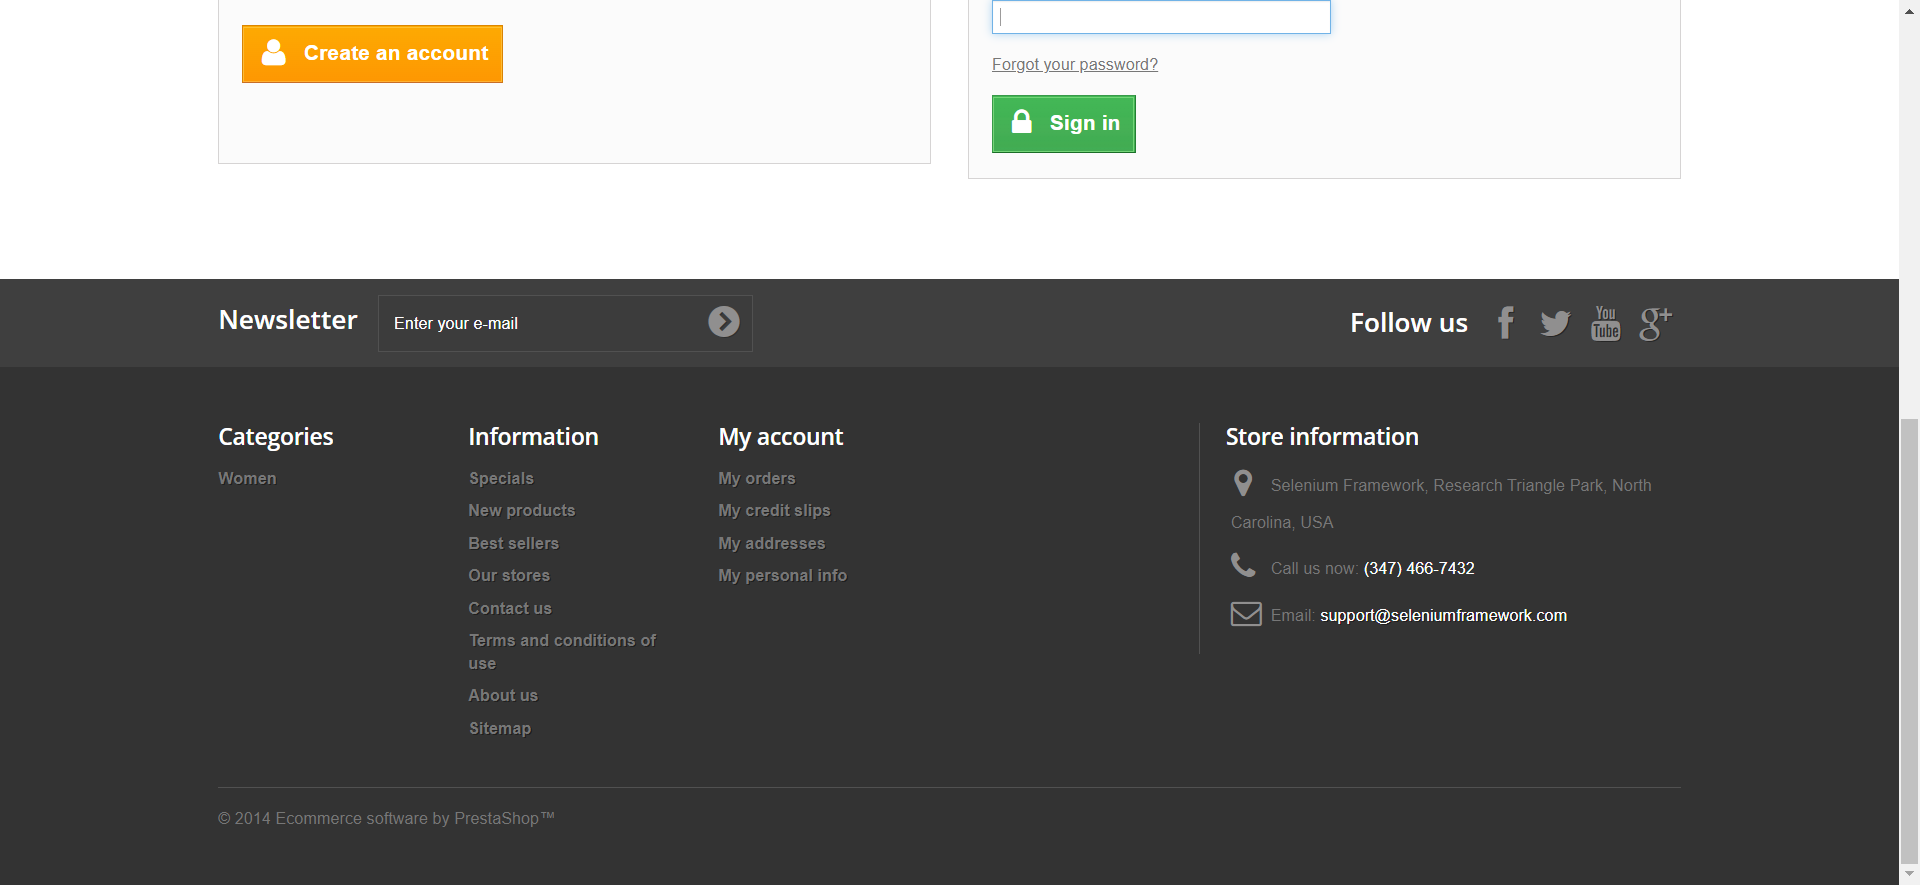 Create an account
Forgot your password?
Sign in
Newsletter
Enter your e-mail
Follow us
You
Tube
g+
Categories
Women
Information
Specials
New products
Best sellers
Our stores
Contact us
Terms and conditions of
use
About us
Sitemap
My account
My orders
My credit slips
My addresses
My personal info
Store information
Selenium Framework, Research Triangle Park, North
Carolina, USA
Call us now: (347) 466-7432
Email: support@seleniumframework.com
© 2014 Ecommerce software by PrestaShop™